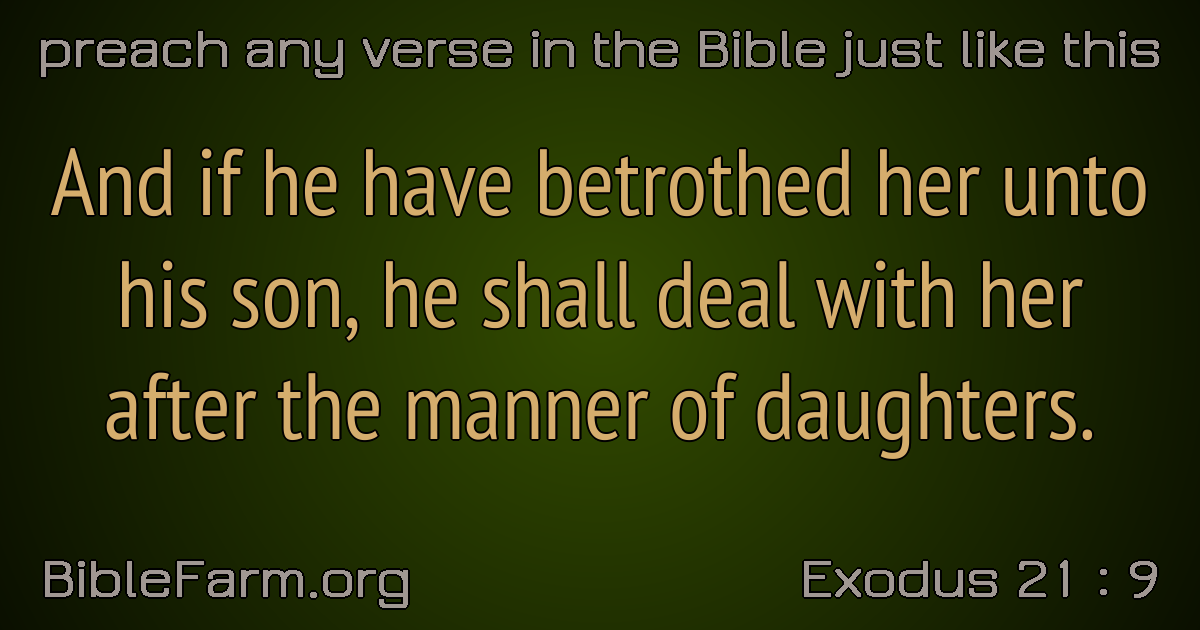 preach any verse in the Bible just like this
And if he have betrothed her unto
his son, he shall deal with her
after the manner of daughters.
BibleFarm.org
Exodus 21 : 9